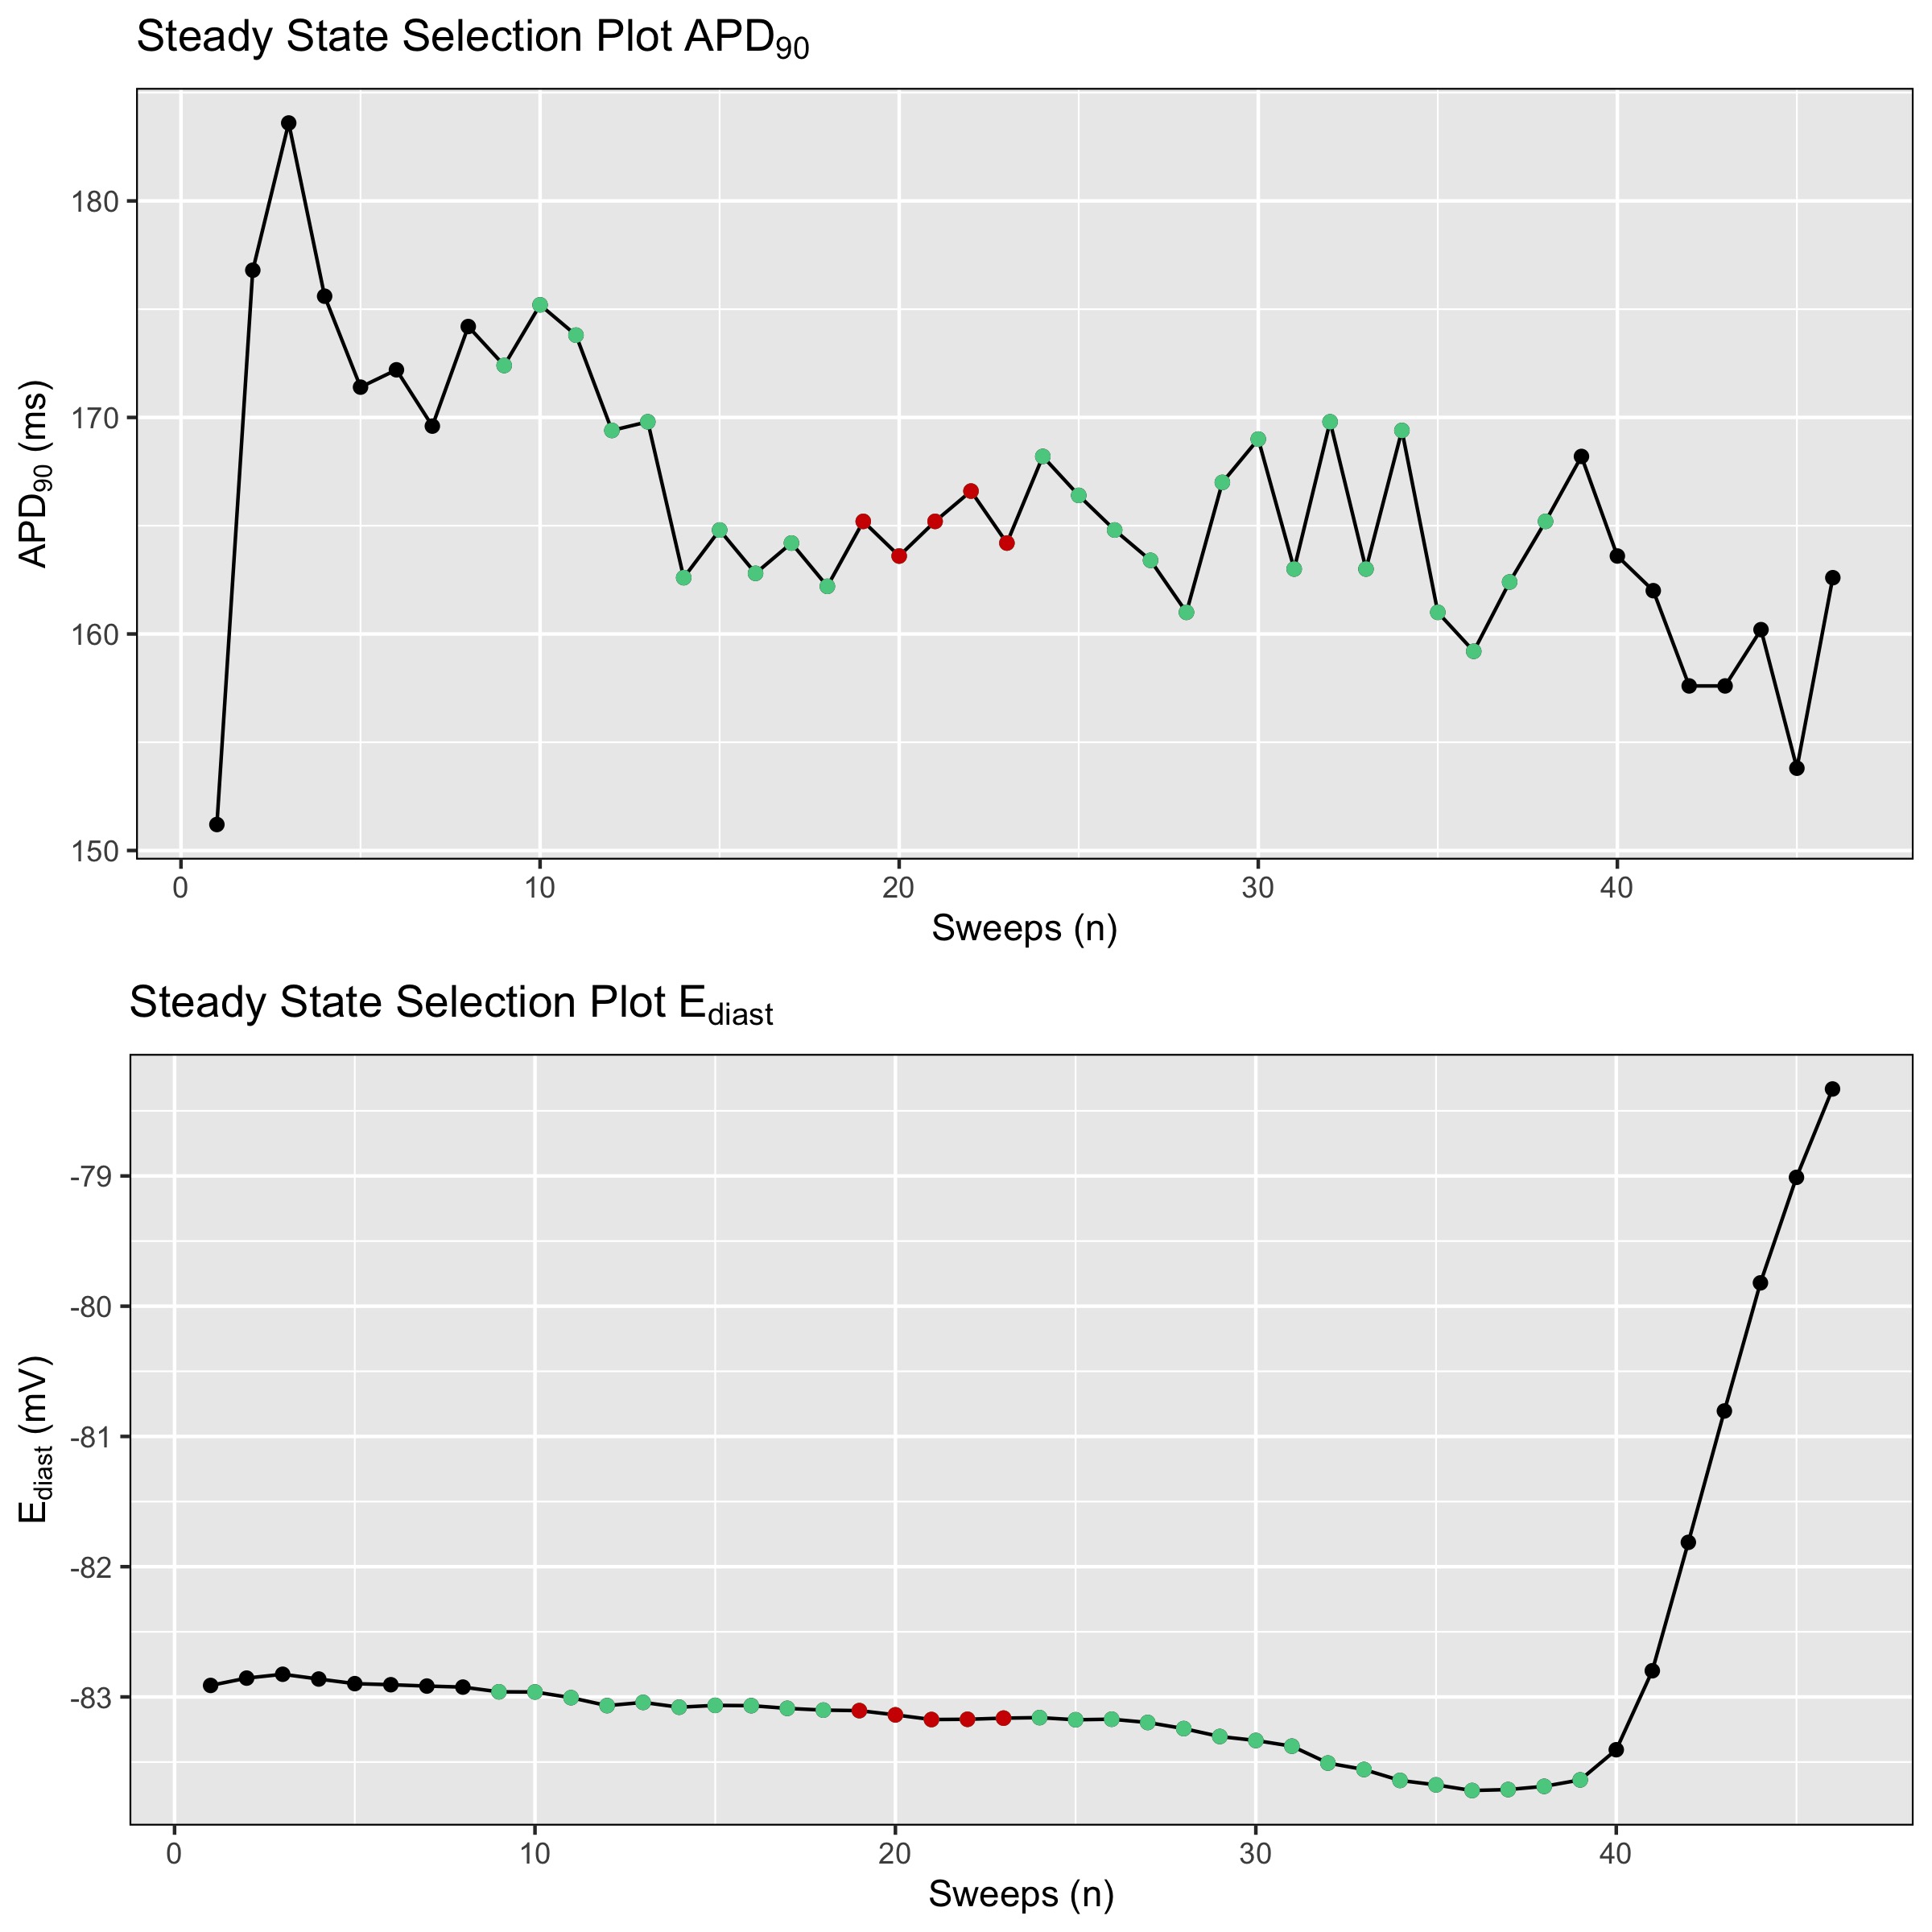 Steady State Selection Plot APD90
180
170
160
150
APD90 (ms)
0 10 20 30 40
Sweeps (n)
Steady State Selection Plot Ediast
-79
-80
-81
-82
-83
Ediast (mV)
0 10 20 30 40
Sweeps (n)